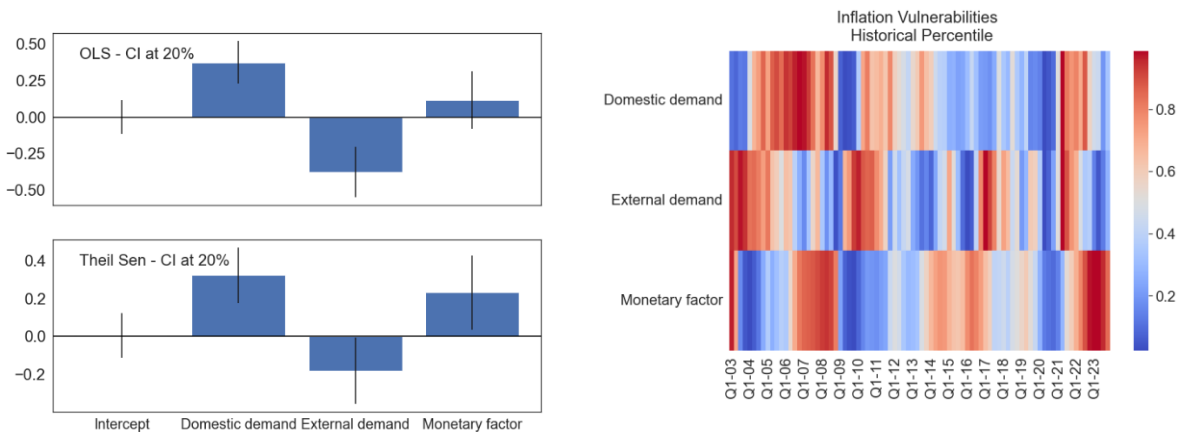 OLS - CI at 20%
0.50
0.25
0.00
−0.25
−0.50
Theil Sen - CI at 20%
0.4
0.2
0.0
−0.2
Intercept Domestic demand External demand Monetary factor
Inflation Vulnerabilities
Historical Percentile
Domestic demand
External demand
Monetary factor
0.8
0.6
0.4
0.2
Q1-03 Q1-04 Q1-05 Q1-06 Q1-07 Q1-08 Q1-09 Q1-10 Q1-11 Q1-12 Q1-13 Q1-14 Q1-15 Q1-16 Q1-17 Q1-18 Q1-19 Q1-20 Q1-21 Q1-22 Q1-23